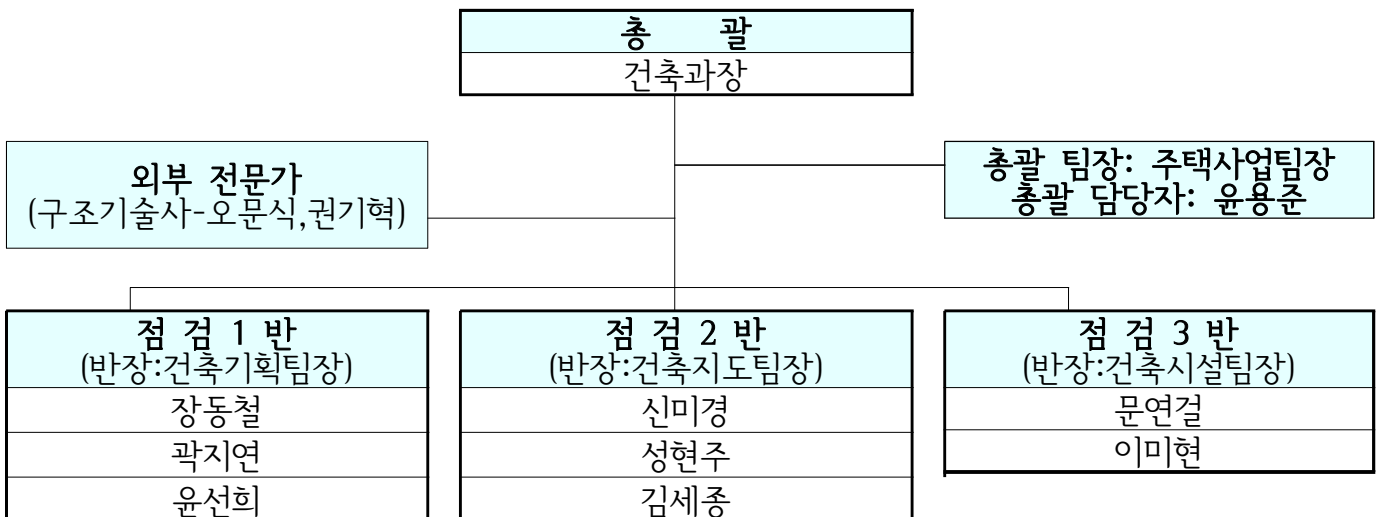 총 괄
건축과장
외부 전문가
(구조기술사-오문식,권기혁)
총괄 팀장: 주택사업팀장
총괄 담당자: 윤용준
점 검 1 반
(반장:건축기획팀장)
장동철
곽지연
윤선희
점 검 2 반
(반장:건축지도팀장)
신미경
성현주
김세종
점 검 3 반
(반장:건축시설팀장)
문연걸
이미현